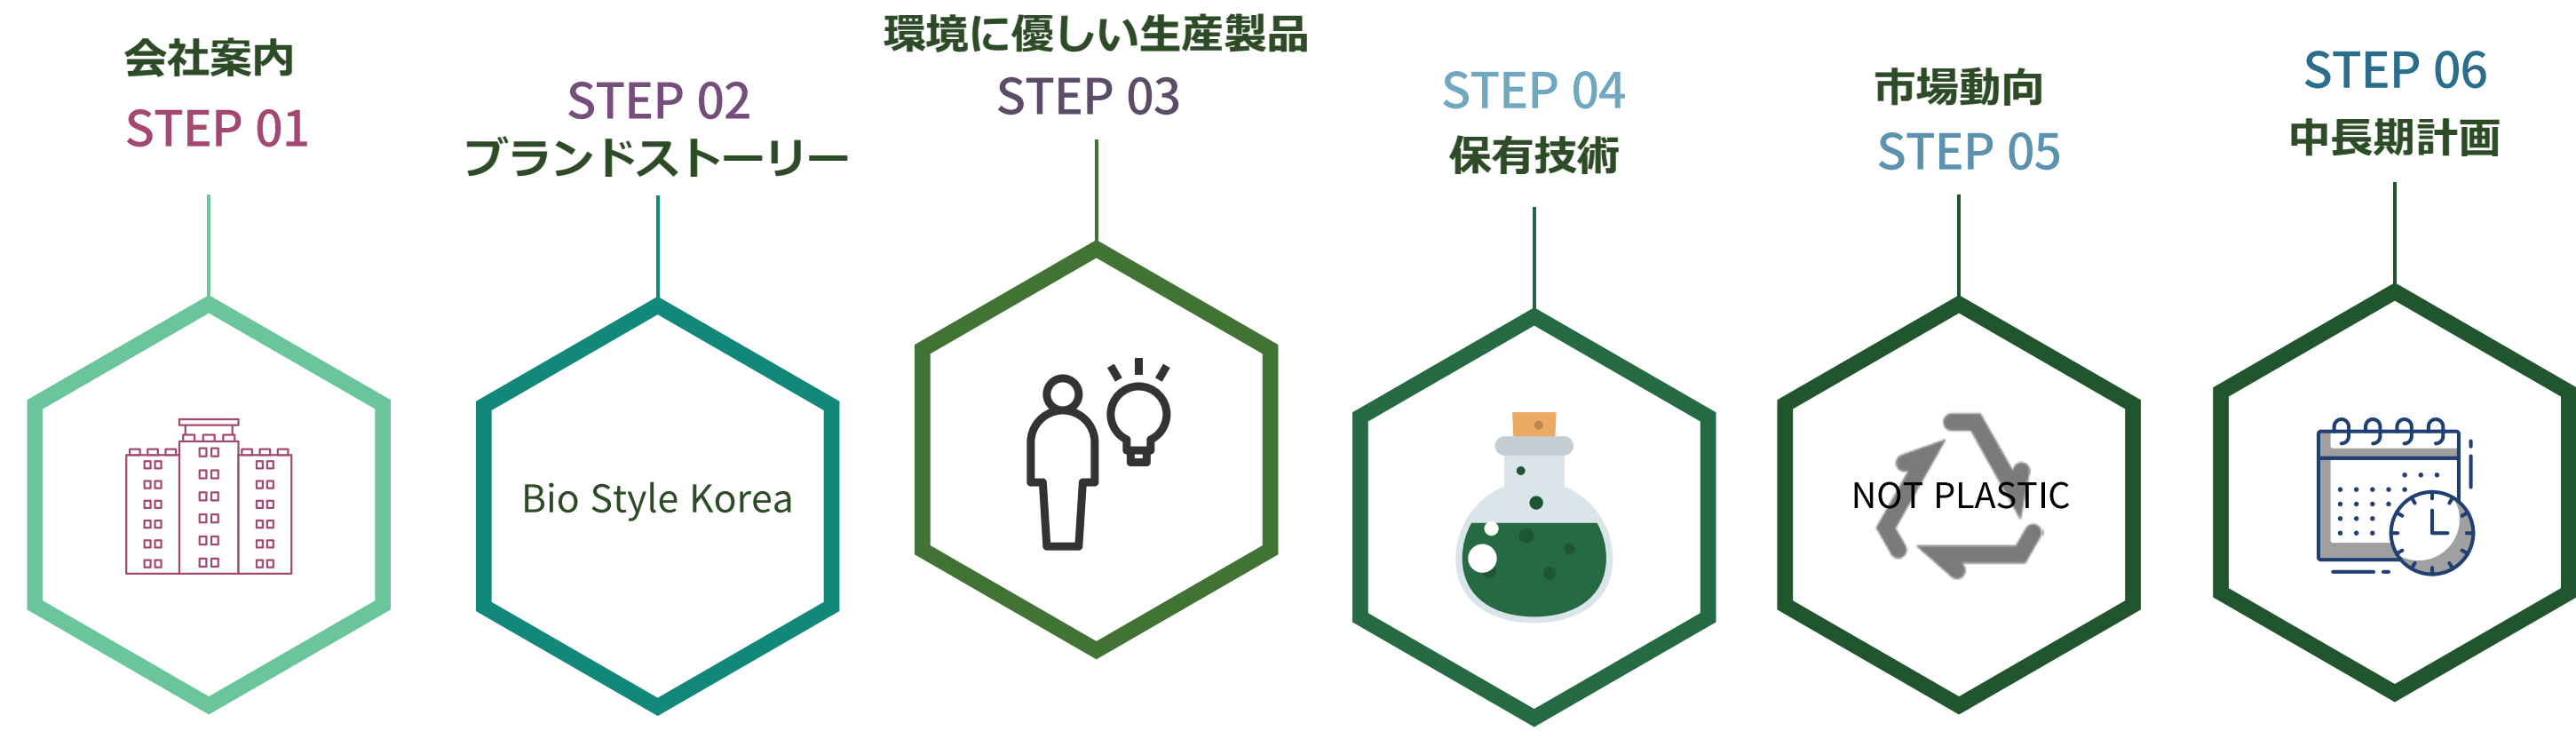 会社案内
STEP 01
STEP 02
ブランドストーリー
Bio Style Korea
環境に優しい生産製品
STEP 03
STEP 04
保有技術
市場動向
STEP 05
NOT PLASTIC
STEP 06
中長期計画